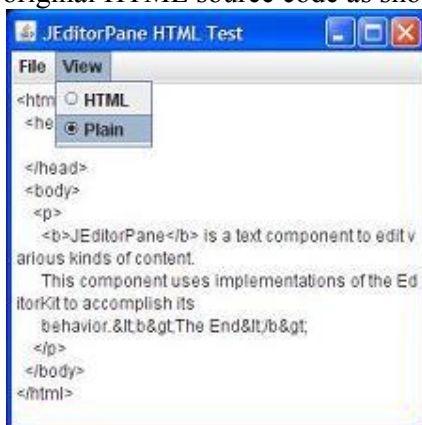 original HTML source code as sho
JEditorPane HTML Test
File View
<htm HTML
<he Plain
</head>
<body>
<p>
<b>JEditorPane</b> is a text component to edit v
arious kinds of content.
This component uses implementations of the Ed
itorKit to accomplish its
behavior.&lt;b&gt;The End&lt;/b&gt;
</p>
</body>
</html>